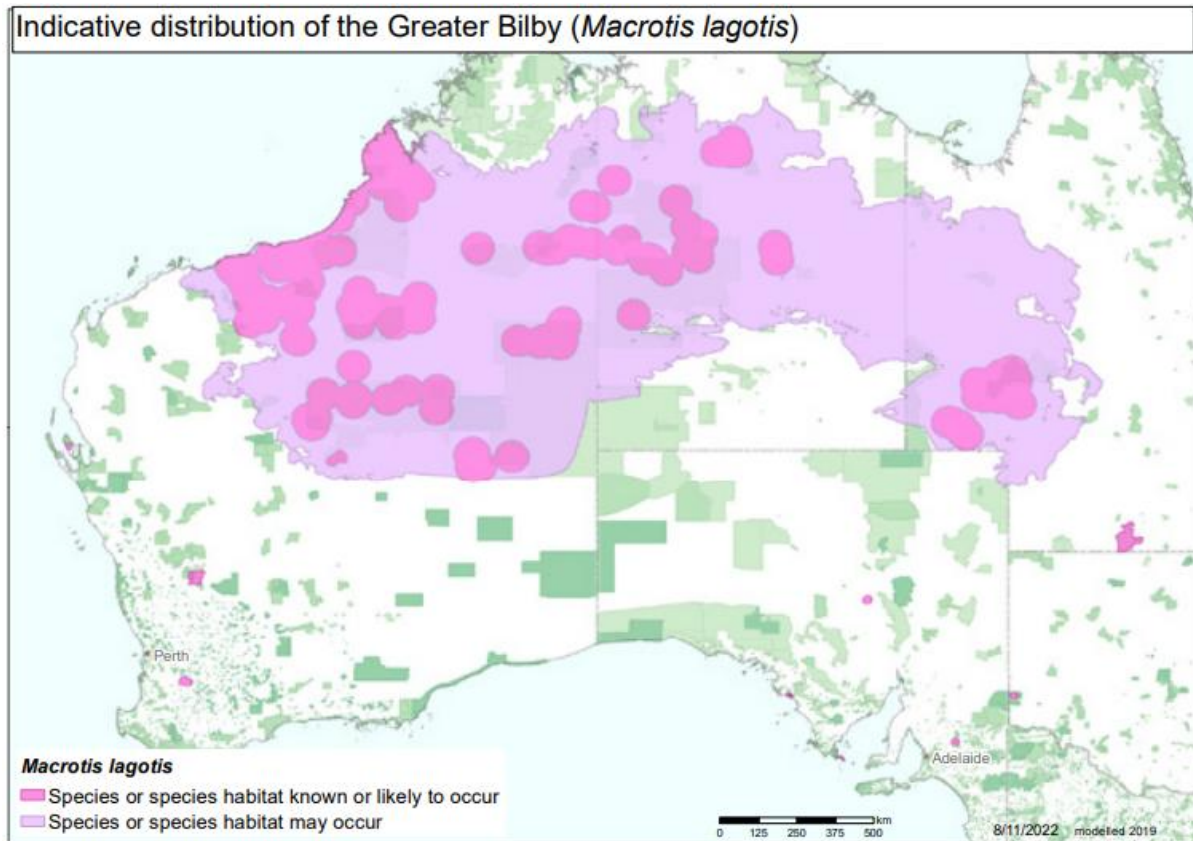 Indicative distribution of the Greater Bilby (Macrotis lagotis)
Perth
Adelaide
Macrotis lagotis
Species or species habitat known or likely to occur
Species or species habitat may occur
km
0 125 250 375 500
8/11/2022 modelled 2019